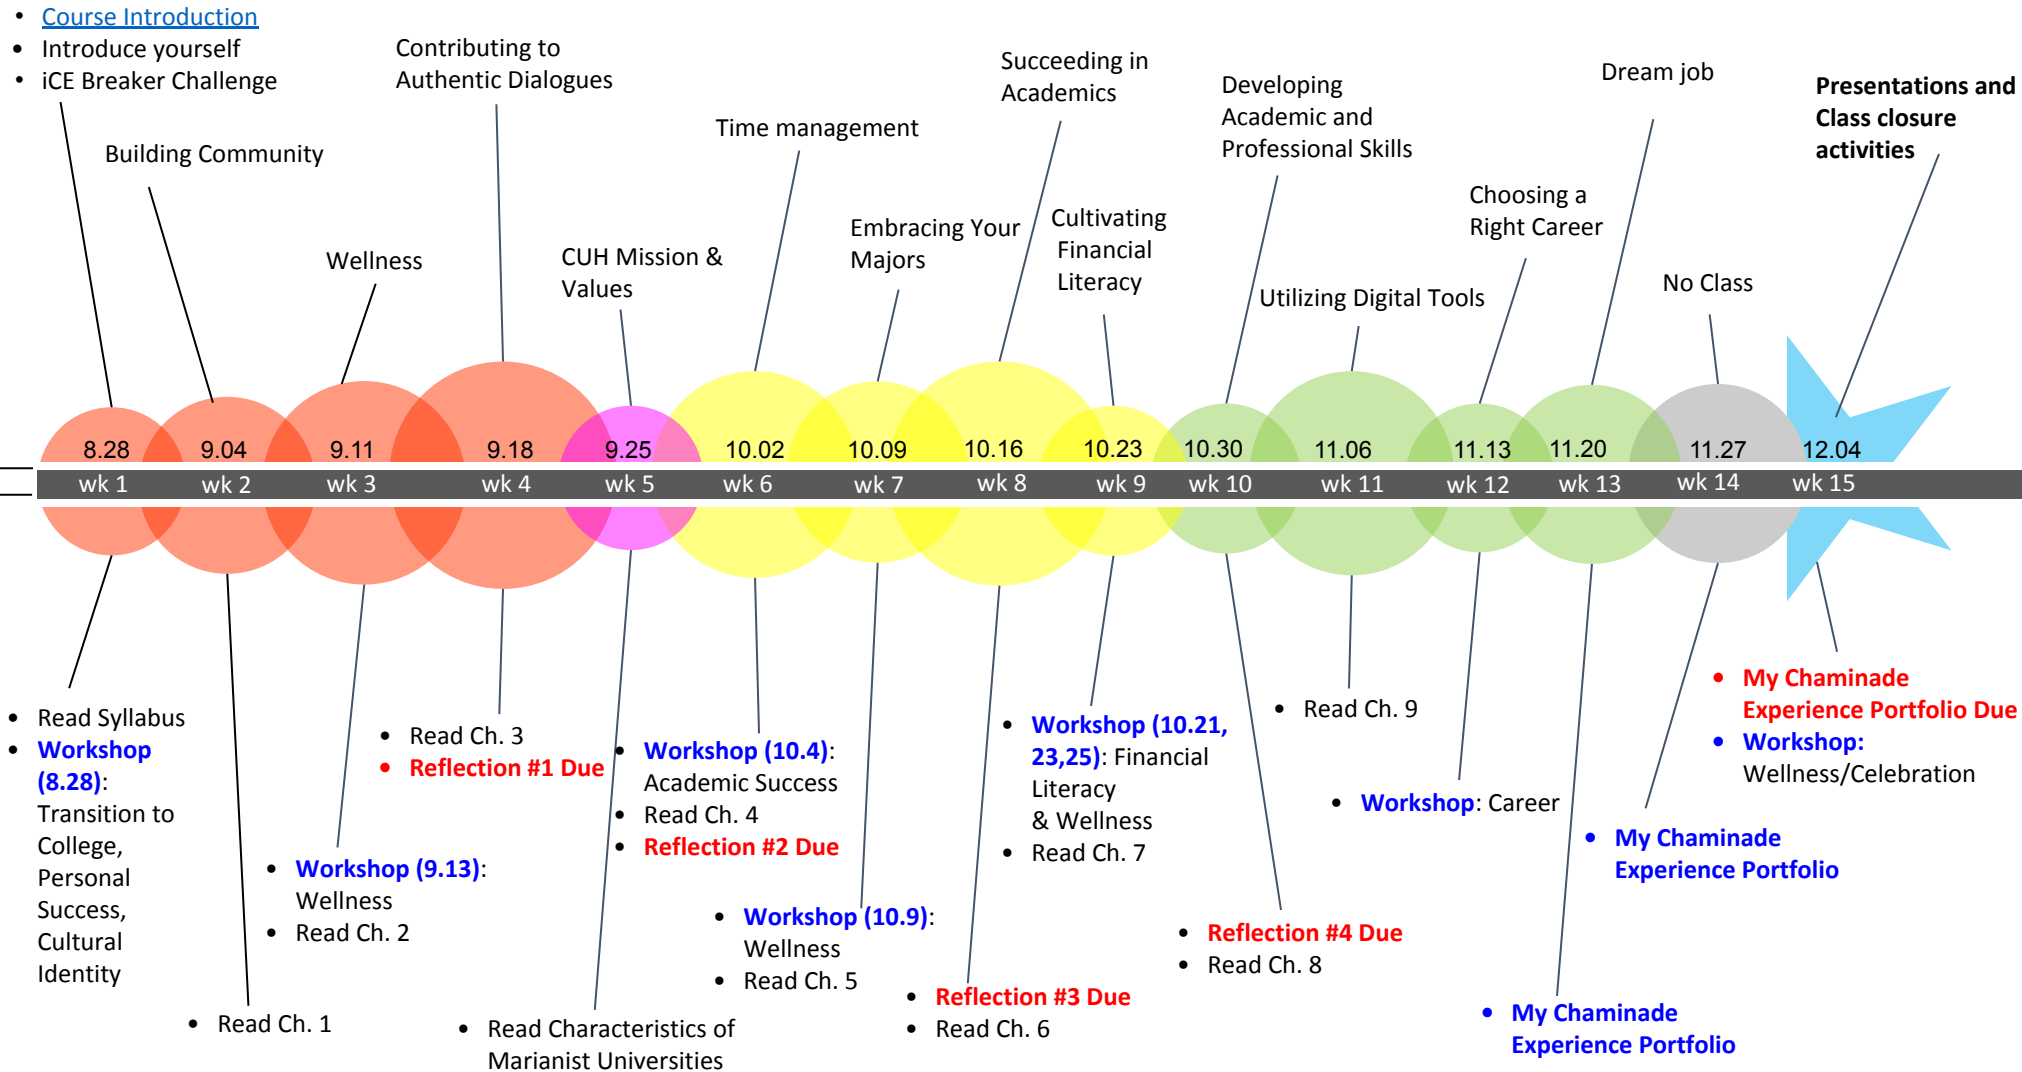 • Course Introduction
• Introduce yourself
• iCE Breaker Challenge
Building Community
Wellness
Contributing to
Authentic Dialogues
CUH Mission &
Values
Time management
Embracing Your
Majors
Succeeding in
Academics
Cultivating
Financial
Literacy
Developing
Academic and
Professional Skills
Utilizing Digital Tools
Choosing a
Right Career
Dream job
No Class
Presentations and
Class closure
activities
8.28 9.04 9.11 9.18 9.25 10.02 10.09 10.16 10.23 10.30 11.06 11.13 11.20 11.27 12.04
wk 1 wk 2 wk 3 wk 4 wk 5 wk 6 wk 7 wk 8 wk 9 wk 10 wk 11 wk 12 wk 13 wk 14 wk 15
• Read Syllabus
• Workshop
(8.28):
Transition to
College,
Personal
Success,
Cultural
Identity
• Read Ch. 1
• Workshop (9.13):
Wellness
• Read Ch. 2
• Read Ch. 3
• Reflection #1 Due
• Read Characteristics of
Marianist Universities
• Workshop (10.4):
Academic Success
• Read Ch. 4
• Reflection #2 Due
• Workshop (10.9):
Wellness
• Read Ch. 5
• Reflection #3 Due
• Read Ch. 6
• Workshop (10.21,
23,25): Financial
Literacy
& Wellness
• Read Ch. 7
• Reflection #4 Due
• Read Ch. 8
• Read Ch. 9
• Workshop: Career
• My Chaminade
Experience Portfolio
• My Chaminade
Experience Portfolio
• My Chaminade
Experience Portfolio Due
• Workshop:
Wellness/Celebration